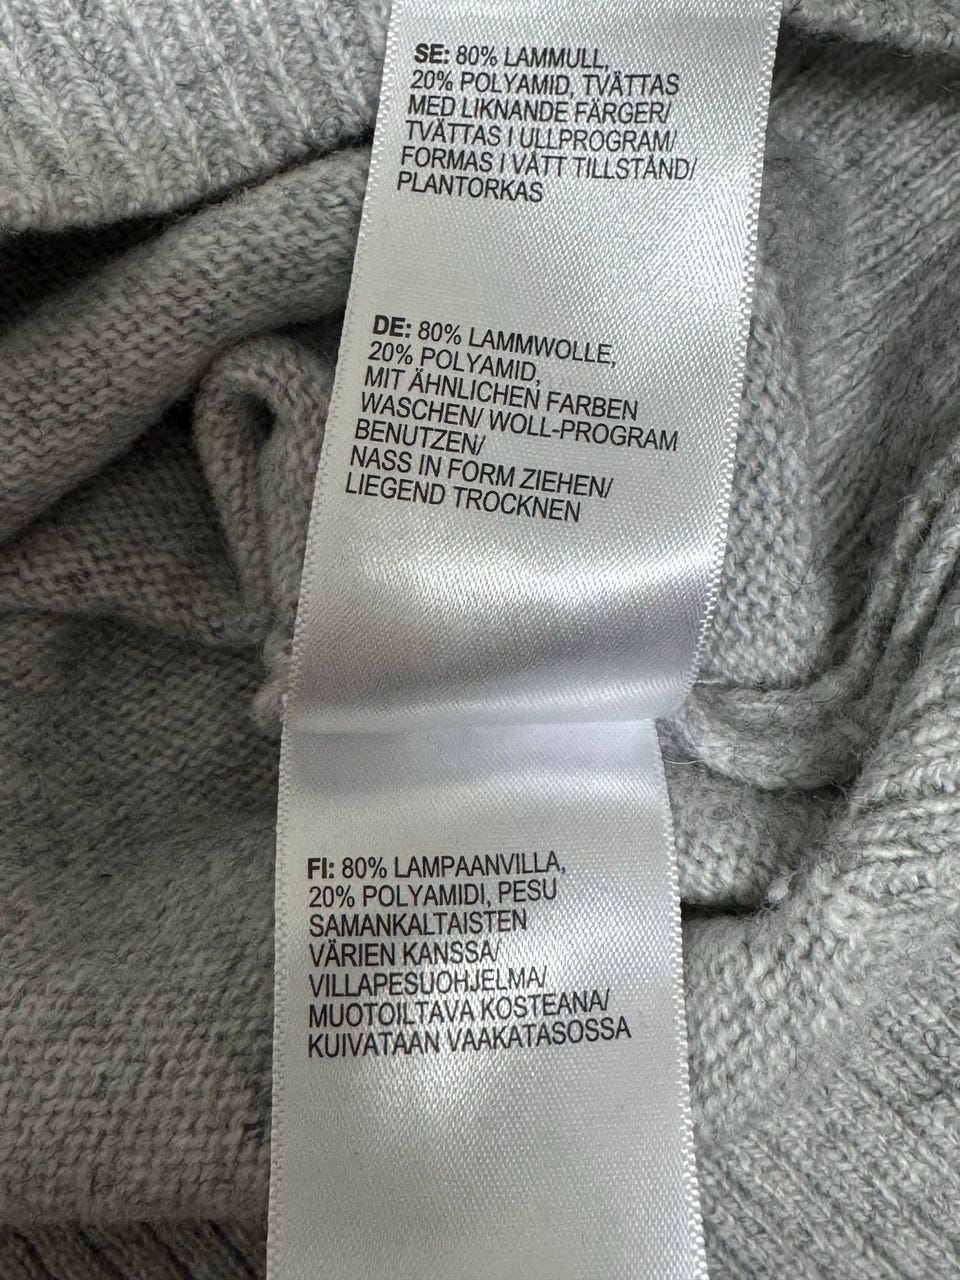 SE: 80% LAMMULL,
20% POLYAMID, TVÄTTAS
MED LIKNANDE FÄRGER/
TVÄTTAS I ULLPROGRAM/
FORMAS I VÅTT TILLSTÅND/
PLANTORKAS
DE: 80% LAMMWOLLE,
20% POLYAMID,
MIT ÄHNLICHEN FARBEN
WASCHEN/ WOLL-PROGRAM
BENUTZEN/
NASS IN FORM ZIEHEN/
LIEGEND TROCKNEN
FI: 80% LAMPAANVILLA,
20% POLYAMIDI, PESU
SAMANKALTAISTEN
VÄRIEN KANSSA/
VILLAPESUOHJELMA/
MUOTOILTAVA KOSTEANA/
KUIVATAAN VAAKATASOSSA